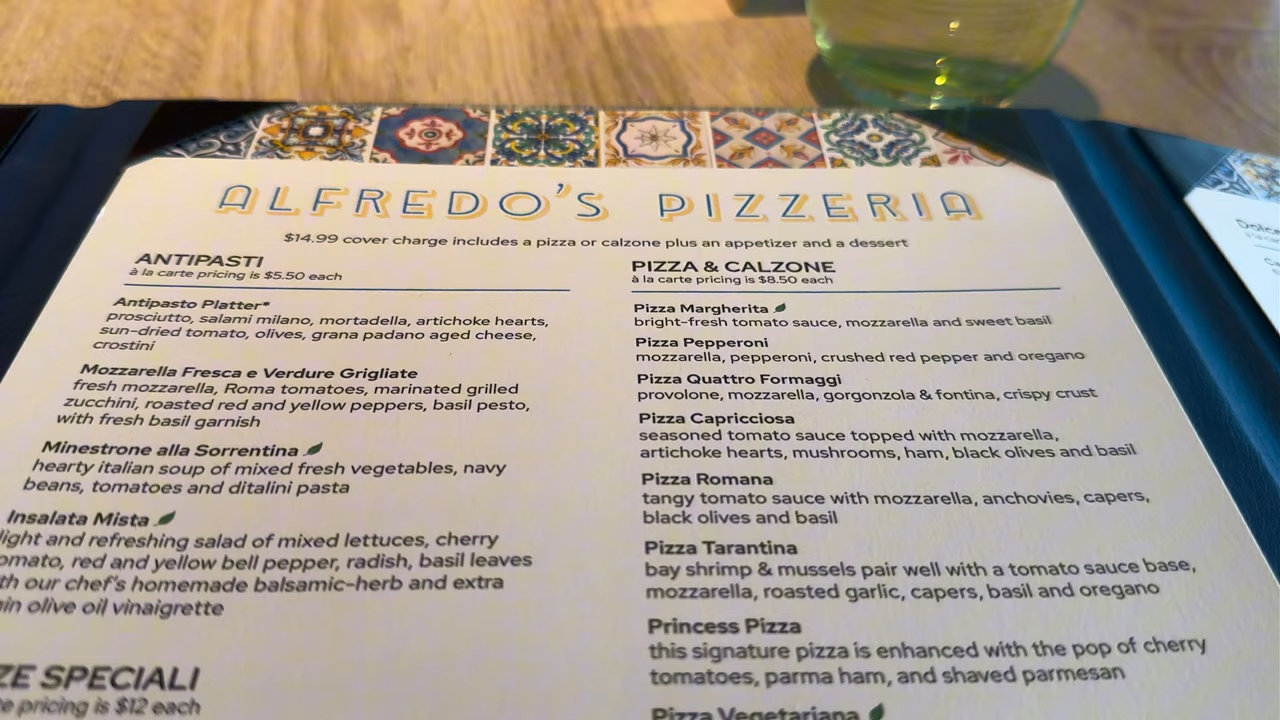 ALFREDO'S PIZZERIA
$14.99 cover charge includes a pizza or calzone plus an appetizer and a dessert
ANTIPASTI
à la carte pricing is $5.50 each
Antipasto Platter*
prosciutto, salami milano, mortadella, artichoke hearts,
sun-dried tomato, olives, grana padano aged cheese,
crostini
Mozzarella Fresca e Verdure Grigliate
fresh mozzarella, Roma tomatoes, marinated grilled
zucchini, roasted red and yellow peppers, basil pesto,
with fresh basil garnish
Minestrone alla Sorrentina
hearty italian soup of mixed fresh vegetables, navy
beans, tomatoes and ditalini pasta
Insalata Mista
light and refreshing salad of mixed lettuces, cherry
omato, red and yellow bell pepper, radish, basil leaves
th our chef's homemade balsamic-herb and extra
in olive oil vinaigrette
ZE SPECIALI
te pricing is $12 each
PIZZA & CALZONE
à la carte pricing is $8.50 each
Pizza Margherita
bright-fresh tomato sauce, mozzarella and sweet basil
Pizza Pepperoni
mozzarella, pepperoni, crushed red pepper and oregano
Pizza Quattro Formaggi
provolone, mozzarella, gorgonzola & fontina, crispy crust
Pizza Capricciosa
seasoned tomato sauce topped with mozzarella,
artichoke hearts, mushrooms, ham, black olives and basil
Pizza Romana
tangy tomato sauce with mozzarella, anchovies, capers,
black olives and basil
Pizza Tarantina
bay shrimp & mussels pair well with a tomato sauce base,
mozzarella, roasted garlic, capers, basil and oregano
Princess Pizza
this signature pizza is enhanced with the pop of cherry
tomatoes, parma ham, and shaved parmesan
Pizza Vegetariana
Dolce